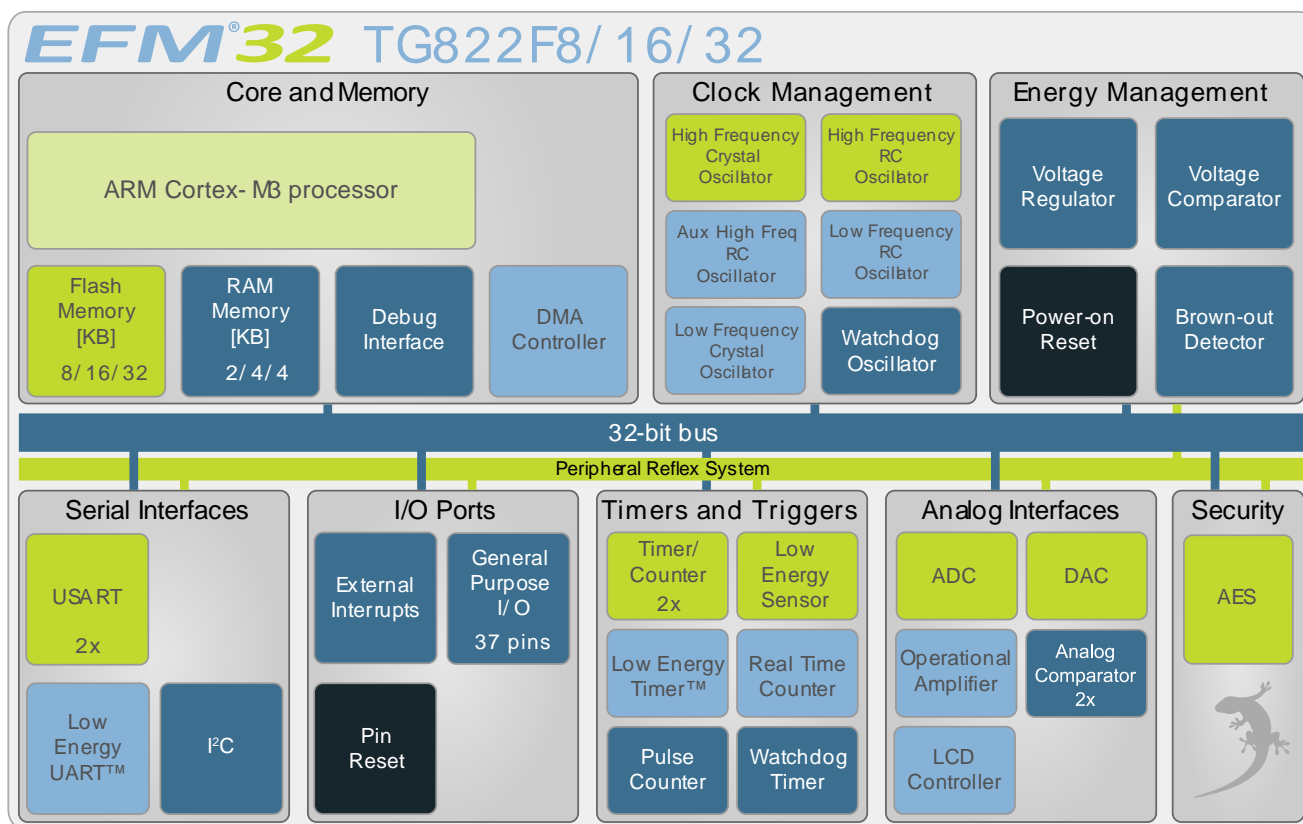 EFM®32 TG822F8/16/32
Core and Memory
ARM Cortex-M3 processor
Flash
Memory
[KB]
8/16/32
RAM
Memory
[KB]
2/4/4
Debug
Interface
DMA
Controller
Clock Management
High Frequency
Crystal
Oscillator
High Frequency
RC
Oscillator
Aux High Freq
RC
Oscillator
Low Frequency
RC
Oscillator
Low Frequency
Crystal
Oscillator
Watchdog
Oscillator
Energy Management
Voltage
Regulator
Voltage
Comparator
Power-on
Reset
Brown-out
Detector
32-bit bus
Peripheral Reflex System
Serial Interfaces
USART
2x
Low
Energy
UART™
I²C
I/O Ports
External
Interrupts
General
Purpose
I/O
37 pins
Pin
Reset
Timers and Triggers
Timer/
Counter
2x
Low
Energy
Sensor
Low Energy
Timer™
Real Time
Counter
Pulse
Counter
Watchdog
Timer
Analog Interfaces
ADC
DAC
Operational
Amplifier
Analog
Comparator
2x
LCD
Controller
Security
AES